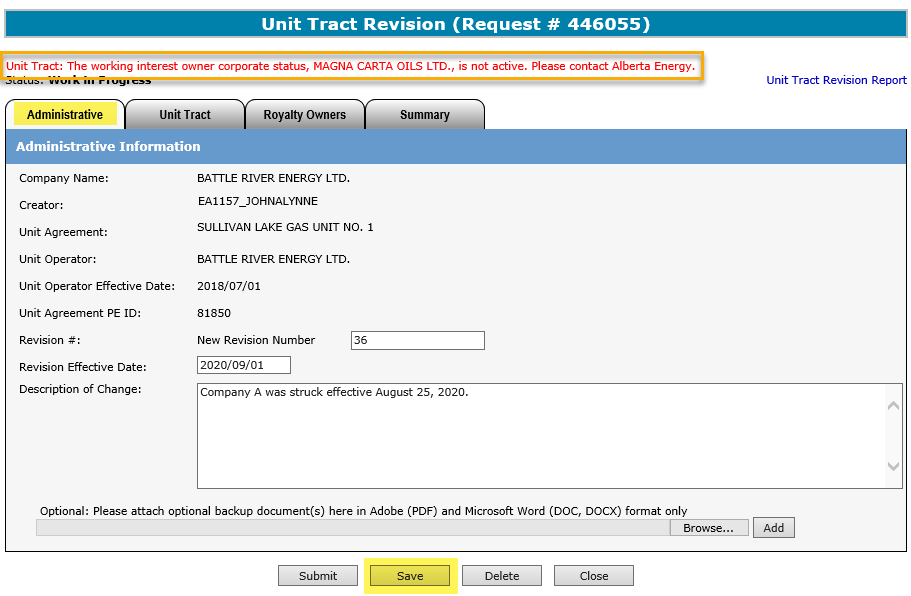 Unit Tract Revision (Request # 446055)
Unit Tract: The working interest owner corporate status, MAGNA CARTA OILS LTD., is not active. Please contact Alberta Energy.
Status: Work in Progress
Unit Tract Revision Report
Administrative Unit Tract Royalty Owners Summary
Administrative Information
Company Name: BATTLE RIVER ENERGY LTD.
Creator: EA1157_JOHNALYNNE
Unit Agreement: SULLIVAN LAKE GAS UNIT NO. 1
Unit Operator: BATTLE RIVER ENERGY LTD.
Unit Operator Effective Date: 2018/07/01
Unit Agreement PE ID: 81850
Revision #: New Revision Number 36
Revision Effective Date: 2020/09/01
Description of Change: Company A was struck effective August 25, 2020.
Optional: Please attach optional backup document(s) here in Adobe (PDF) and Microsoft Word (DOC, DOCX) format only
Browse... Add
Submit Save Delete Close